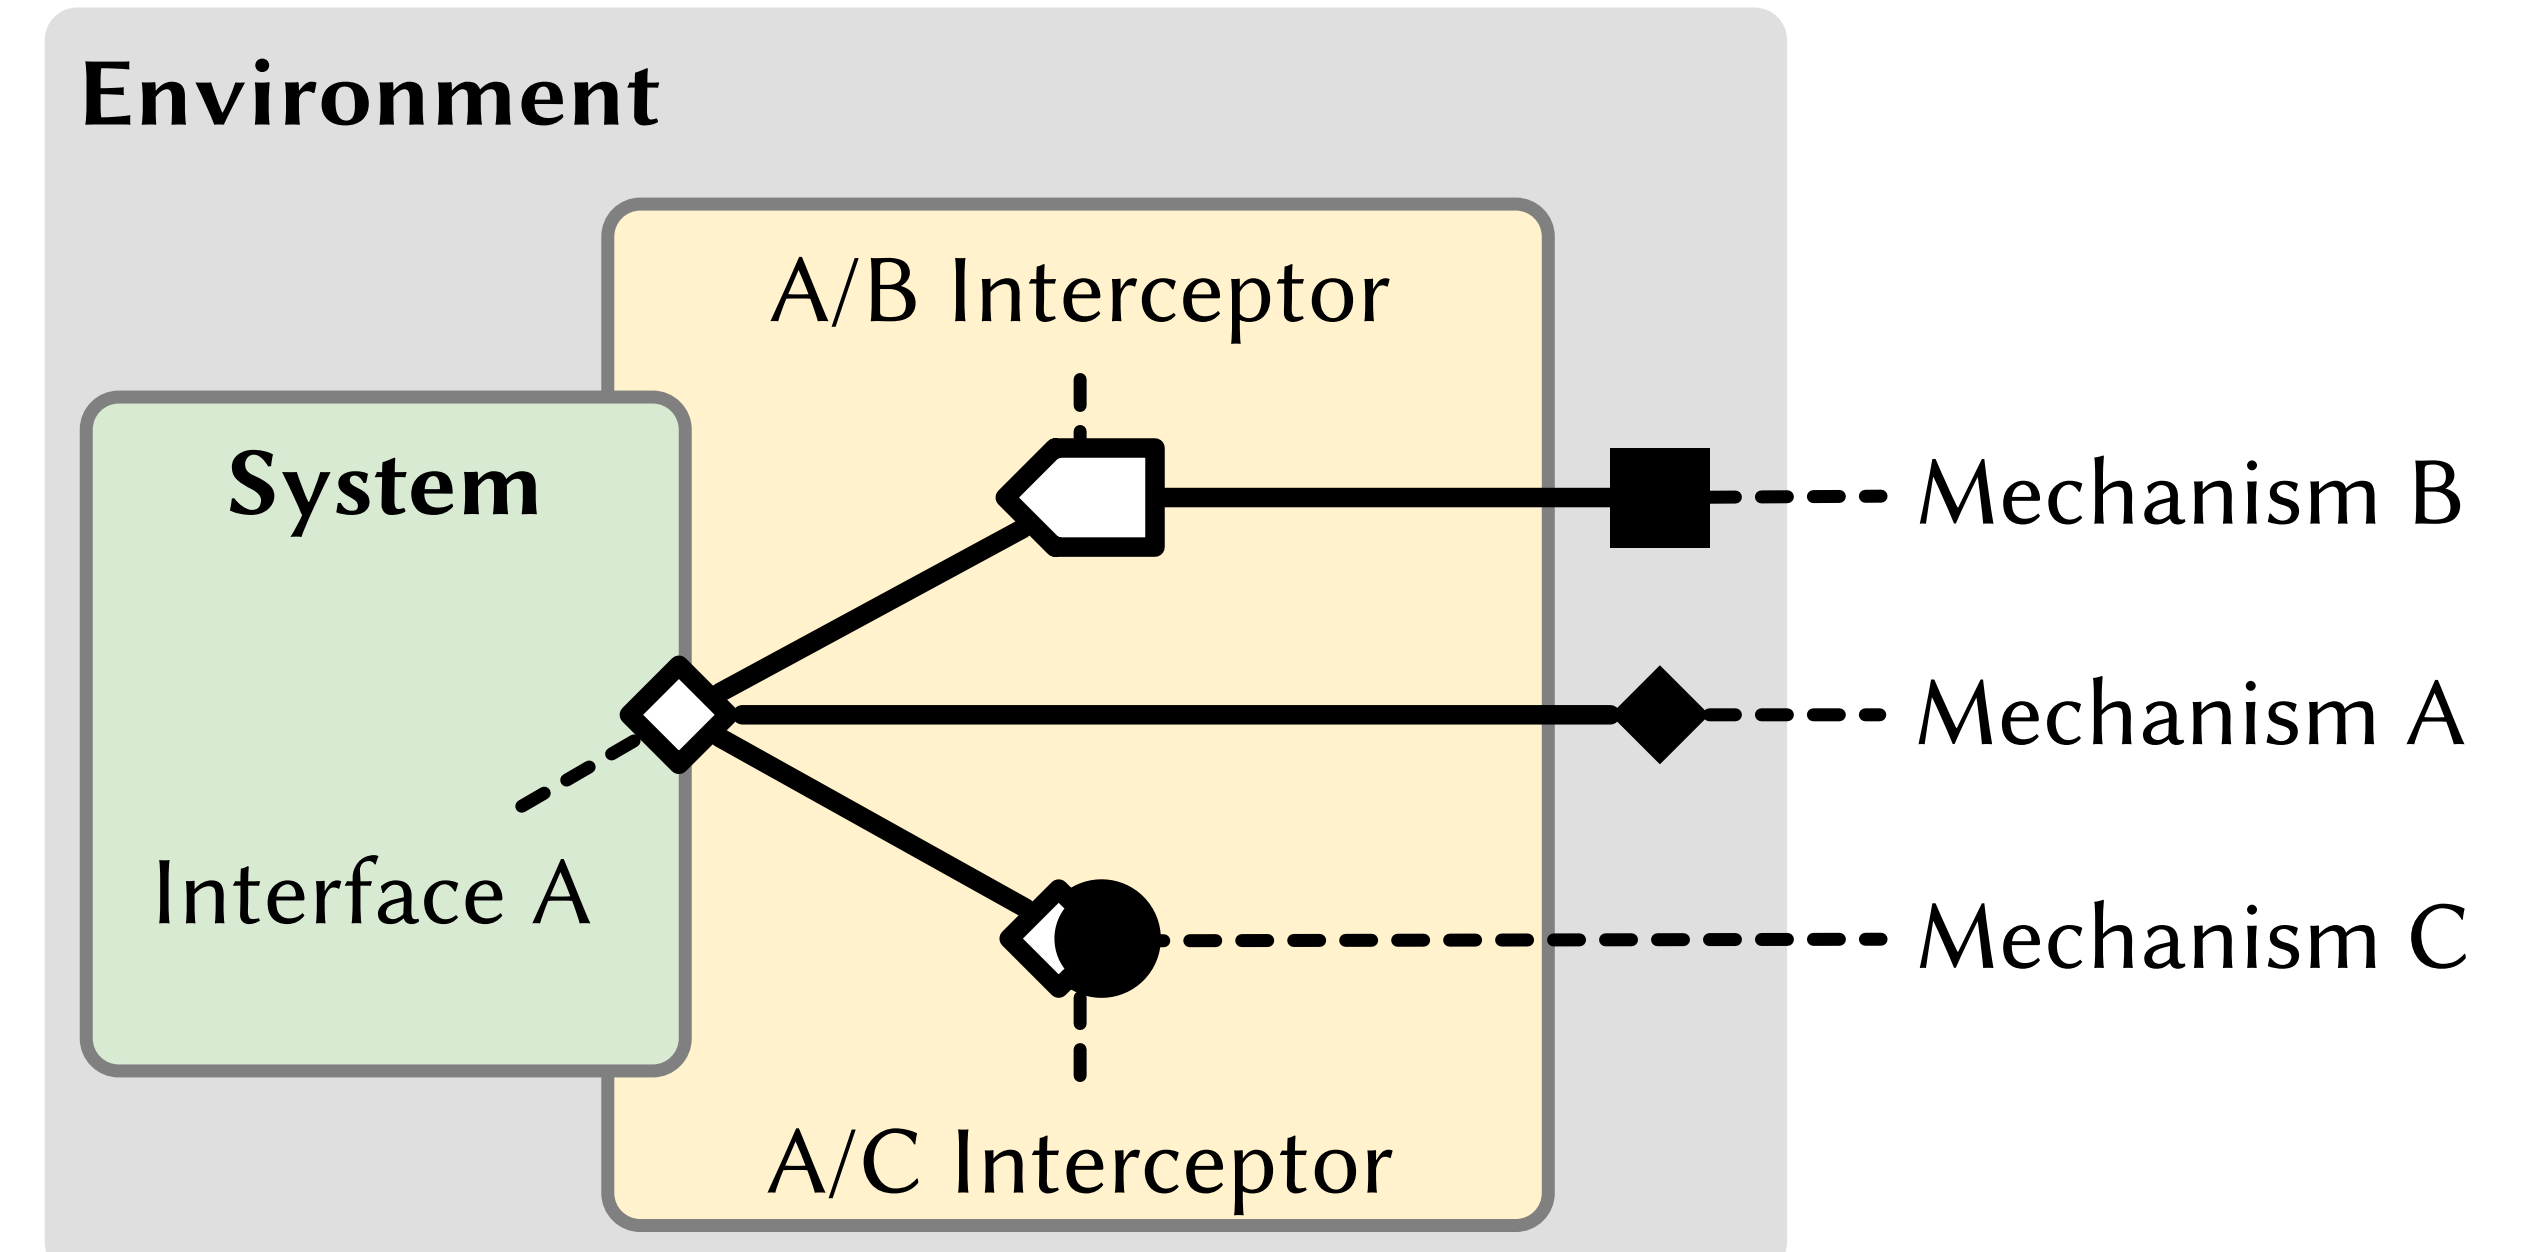 Environment
A/B Interceptor
System
Mechanism B
Mechanism A
Interface A
Mechanism C
A/C Interceptor